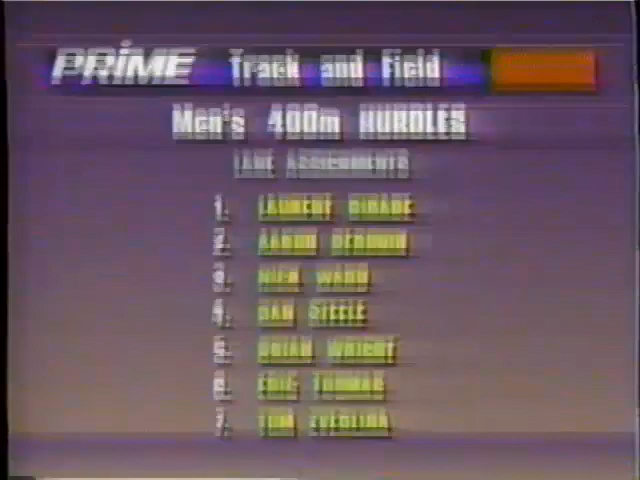 PRiME Track and Field
Men's 400m HURDLES
LANE ASSIGNMENTS
1. LAURENT
2. AARON
3. WARD
4. DAN STEELE
5. BRIAN WRIGHT
6. ERIC THOMAS
7. TOM